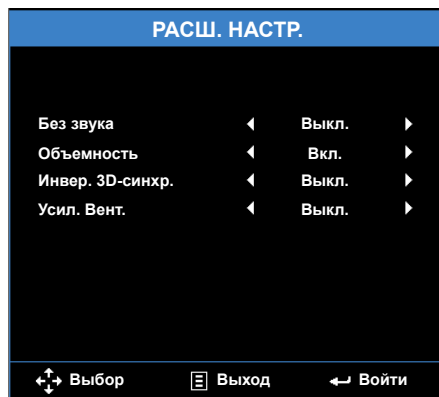 РАСШ. НАСТР.
Без звука Выкл.
Объемность Вкл.
Инвер. 3D-синхр. Выкл.
Усил. Вент. Выкл.
Выбор Выход Войти